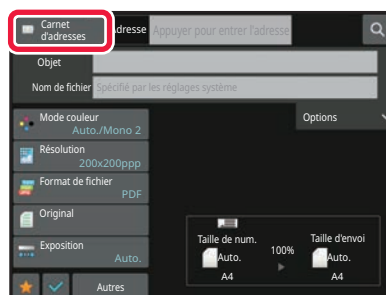 Carnet
d'adresses
Adresse
Appuyer pour entrer l'adresse
Objet
Nom de fichier
Spécifié par les réglages système
Mode couleur
Auto./Mono 2
Options
Résolution
200x200ppp
Format de fichier
PDF
Original
Exposition
Auto.
Taille de num.
Auto.
A4
100%
Taille d'envoi
Auto.
A4
Autres